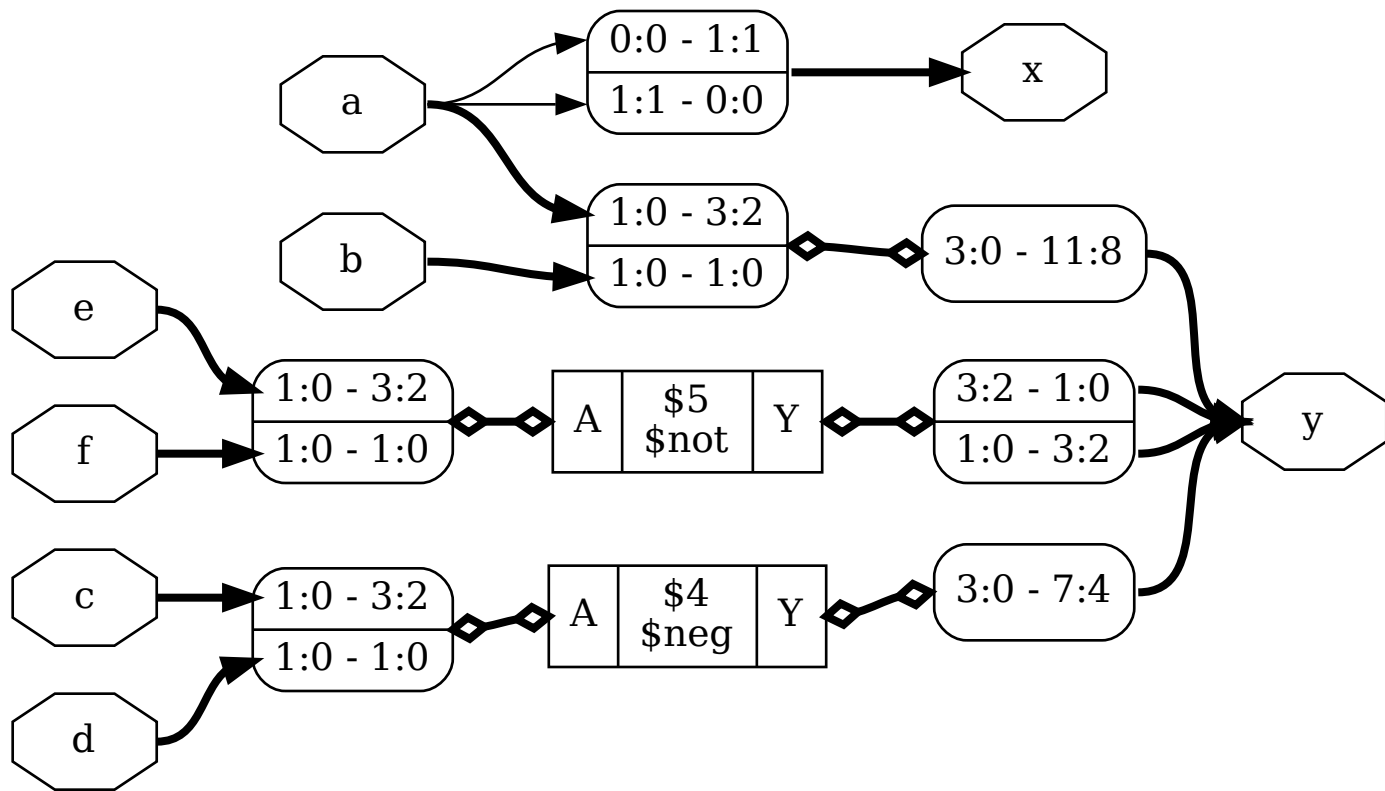 0:0 - 1:1
1:1 - 0:0
x
a
1:0 - 3:2
1:0 - 1:0
b
3:0 - 11:8
e
1:0 - 3:2
1:0 - 1:0
f
A
$5
$not
Y
3:2 - 1:0
1:0 - 3:2
y
c
1:0 - 3:2
1:0 - 1:0
d
A
$4
$neg
Y
3:0 - 7:4